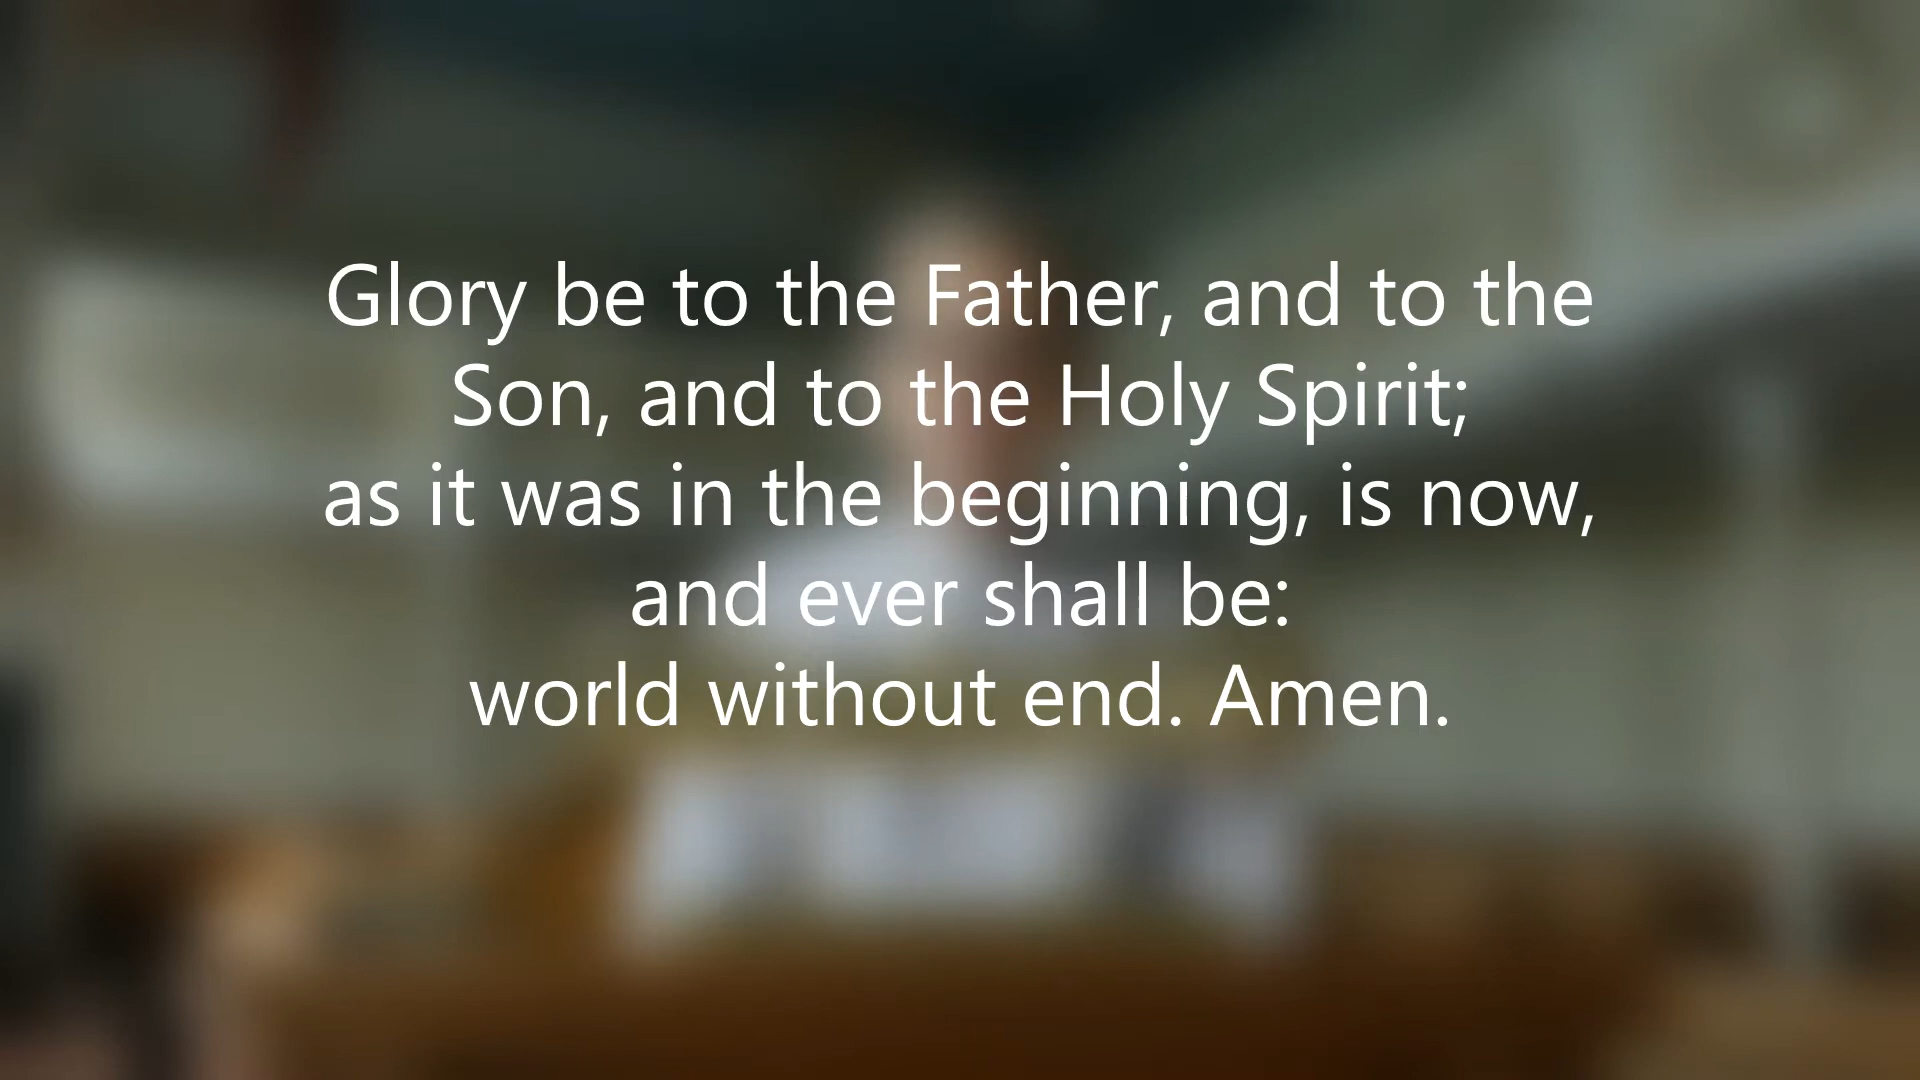 Glory be to the Father, and to the
Son, and to the Holy Spirit;
as it was in the beginning, is now,
and ever shall be:
world without end. Amen.